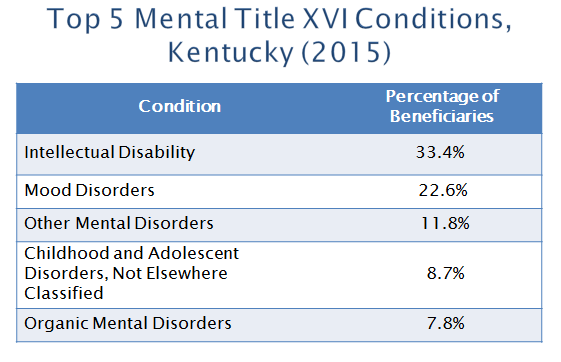 Top 5 Mental Title XVI Conditions,
Kentucky (2015)
Condition
Percentage of
Beneficiaries
Intellectual Disability 33.4%
Mood Disorders 22.6%
Other Mental Disorders 11.8%
Childhood and Adolescent
Disorders, Not Elsewhere
Classified
8.7%
Organic Mental Disorders 7.8%